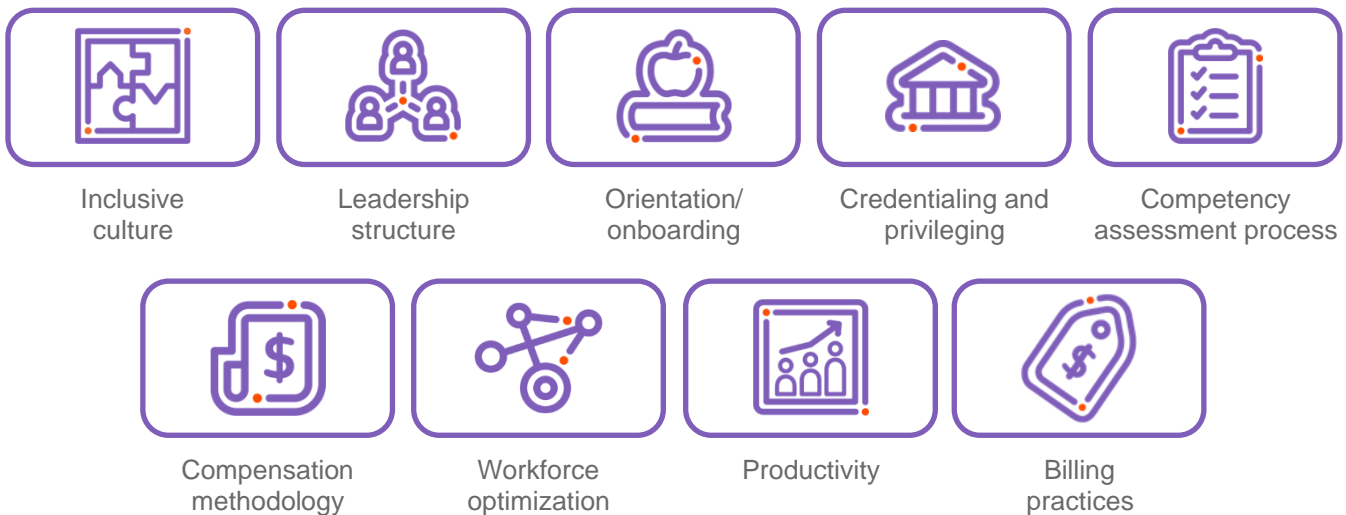 Inclusive
culture
Leadership
structure
Orientation/
onboarding
Credentialing and
privileging
Competency
assessment process
$
Compensation
methodology
Workforce
optimization
Productivity
$
Billing
practices